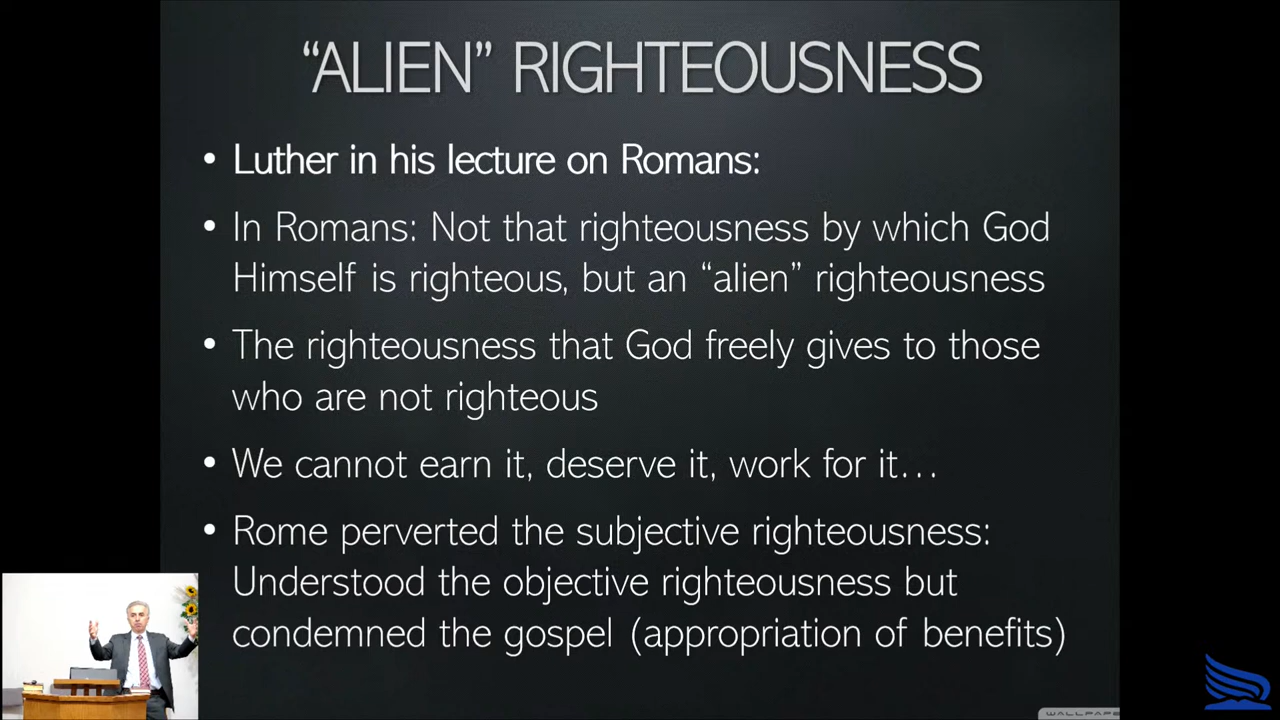 “ALIEN” RIGHTEOUSNESS
• Luther in his lecture on Romans:
• In Romans: Not that righteousness by which God
Himself is righteous, but an “alien” righteousness
• The righteousness that God freely gives to those
who are not righteous
• We cannot earn it, deserve it, work for it…
• Rome perverted the subjective righteousness:
Understood the objective righteousness but
condemned the gospel (appropriation of benefits)
WALLPAPE